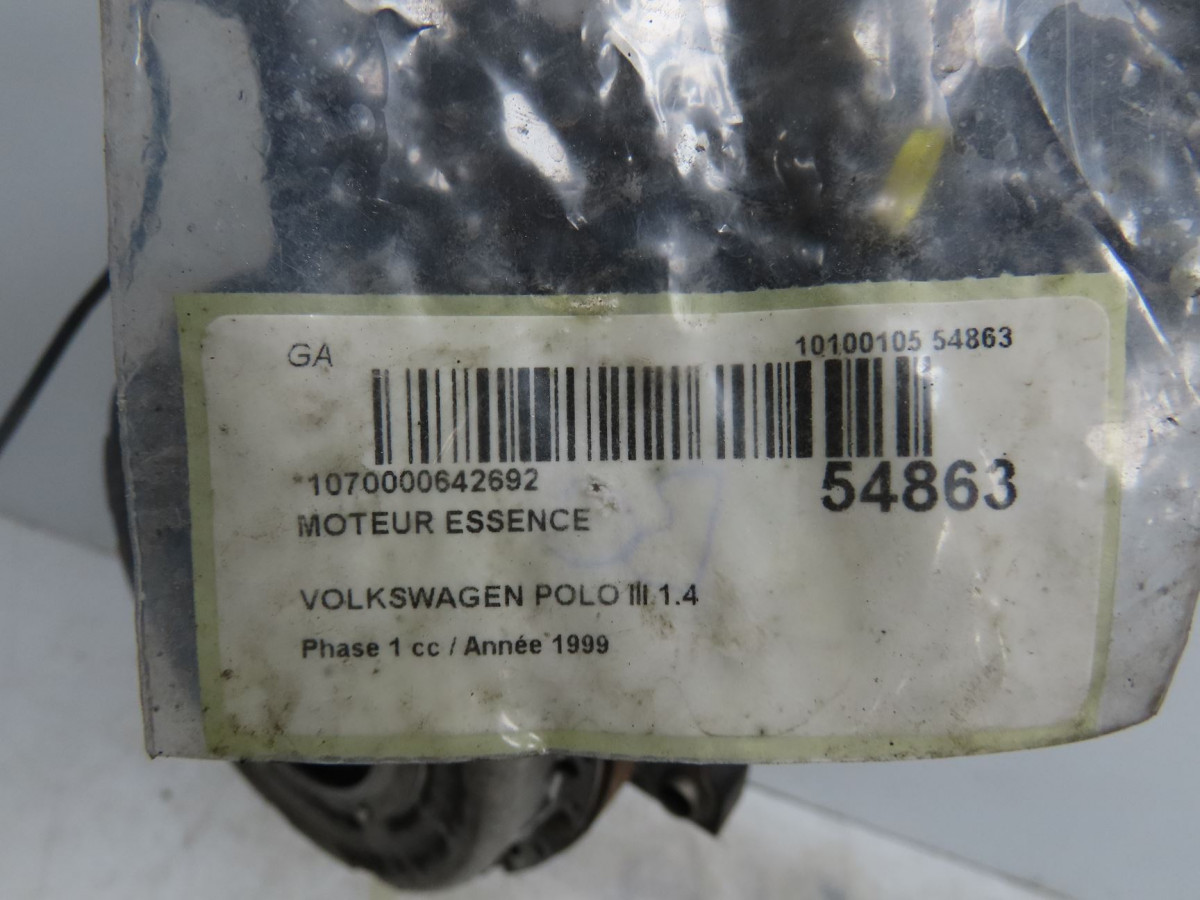 GA
10100105 54863
*1070000642692
54863
MOTEUR ESSENCE
VOLKSWAGEN POLO III 1.4
Phase 1 cc / Année 1999